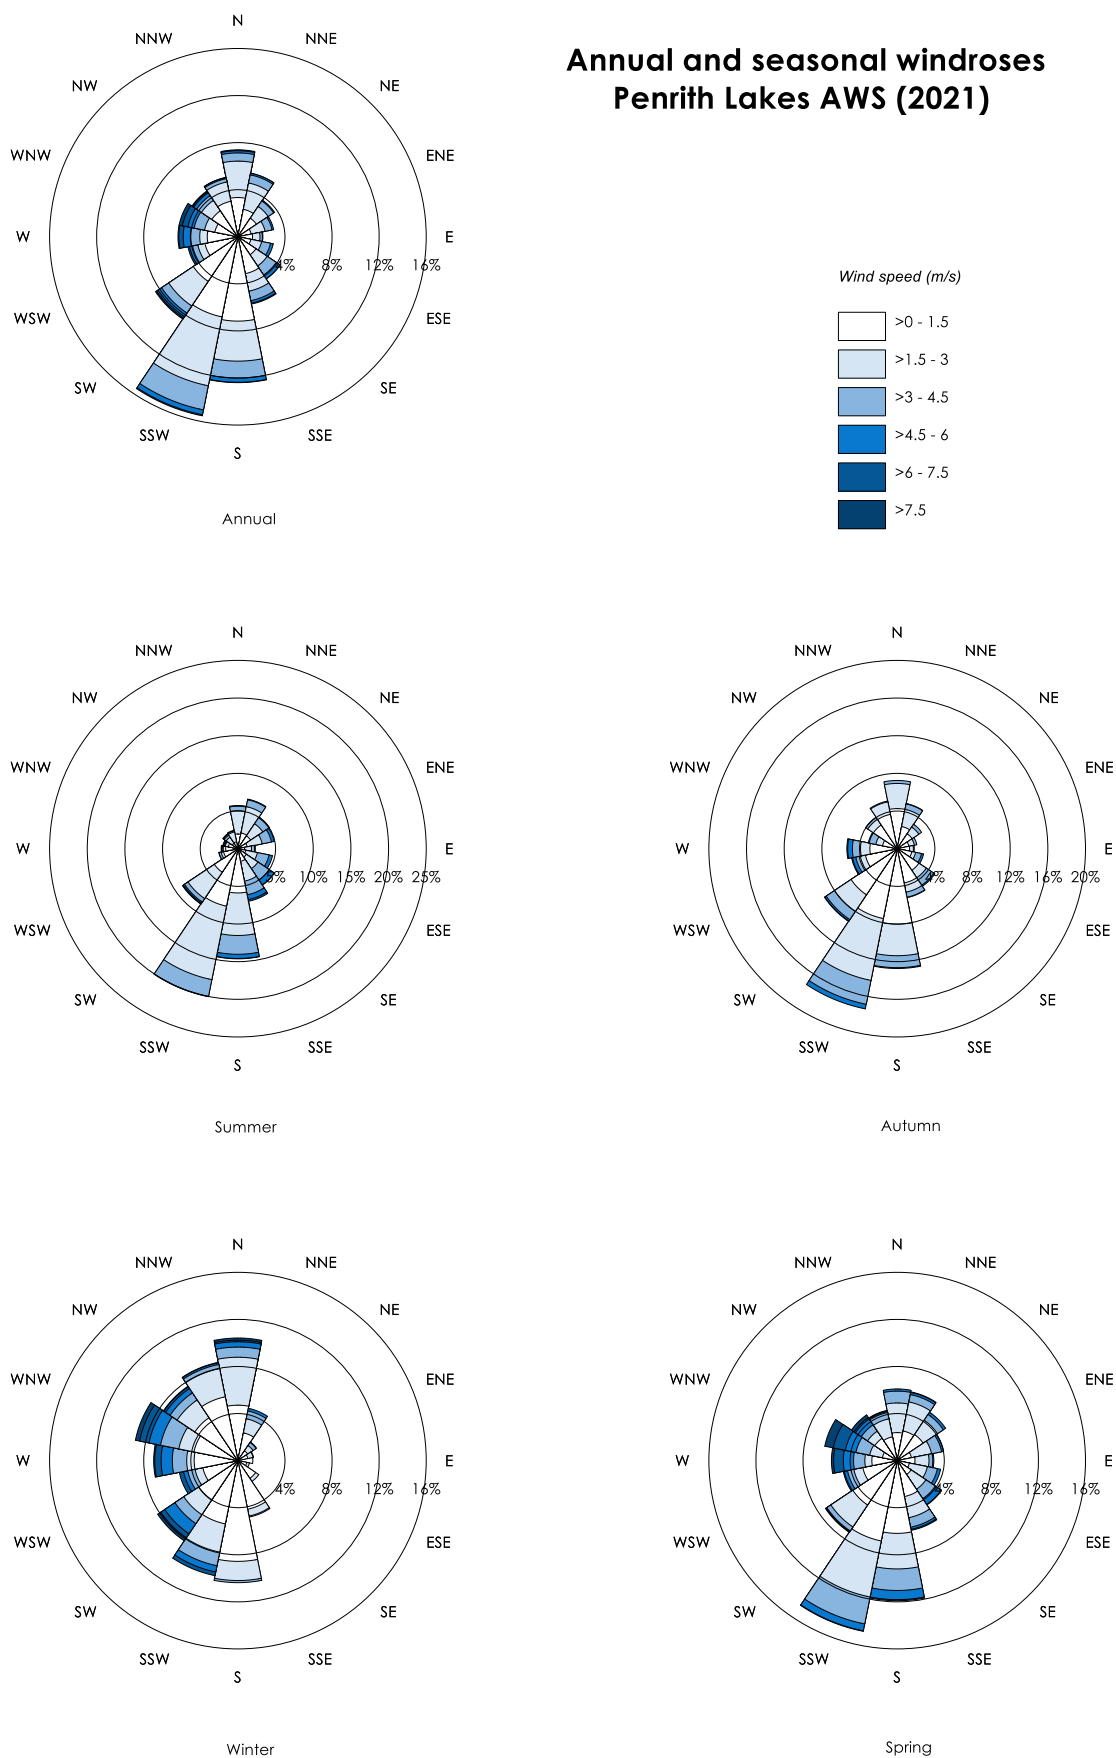 Annual and seasonal windroses
Penrith Lakes AWS (2021)
N
NNW NNE
NW NE
WNW ENE
W E
4% 8% 12% 16%
WSW ESE
SW SE
SSW SSE
S
Annual
Wind speed (m/s)
>0 - 1.5
>1.5 - 3
>3 - 4.5
>4.5 - 6
>6 - 7.5
>7.5
N
NNW NNE
NW NE
WNW ENE
W E
5% 10% 15% 20% 25%
WSW ESE
SW SE
SSW SSE
S
Summer
N
NNW NNE
NW NE
WNW ENE
W E
4% 8% 12% 16% 20%
WSW ESE
SW SE
SSW SSE
S
Autumn
N
NNW NNE
NW NE
WNW ENE
W E
4% 8% 12% 16%
WSW ESE
SW SE
SSW SSE
S
Winter
N
NNW NNE
NW NE
WNW ENE
W E
4% 8% 12% 16%
WSW ESE
SW SE
SSW SSE
S
Spring